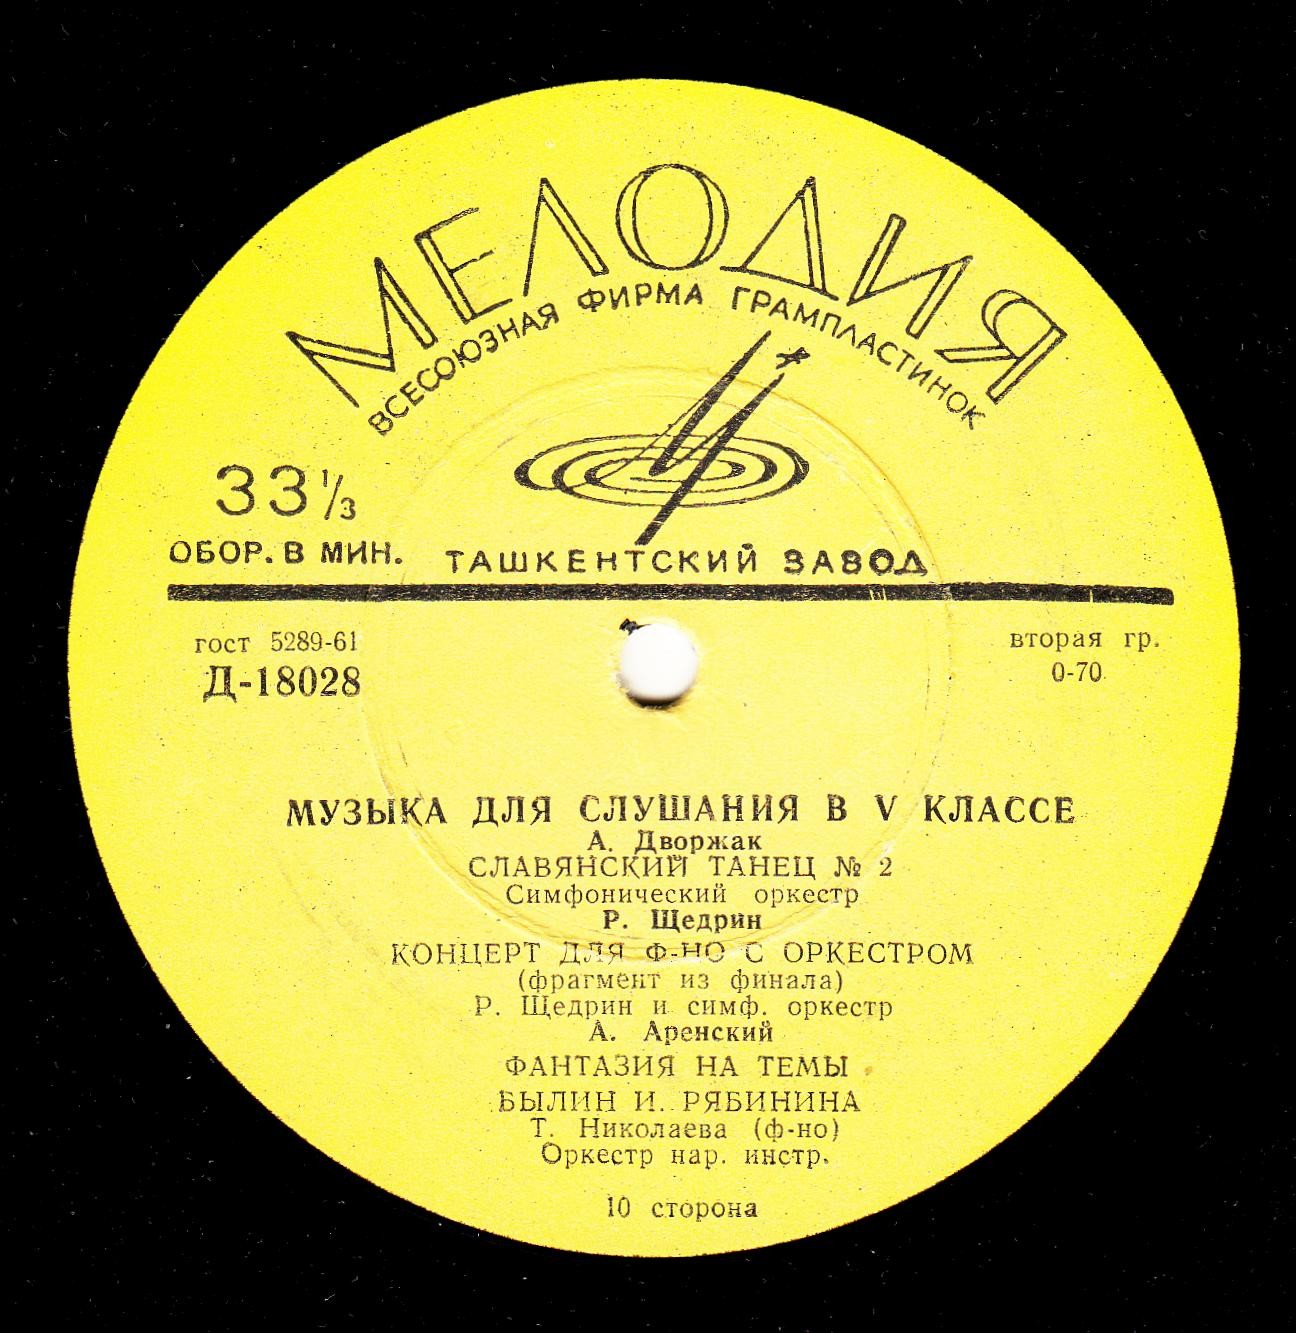 МЕЛОДИЯ
ВСЕСОЮЗНАЯ ФИРМА ГРАМПЛАСТИНОК
33 1/3
ОБОР. В МИН.
ТАШКЕНТСКИЙ ЗАВОД
гост 5289-61
Д-18028
вторая гр.
0-70
МУЗЫКА ДЛЯ СЛУШАНИЯ В V КЛАССЕ
А. Дворжак
СЛАВЯНСКИЙ ТАНЕЦ № 2
Симфонический оркестр
Р. Щедрин
КОНЦЕРТ ДЛЯ Ф-НО С ОРКЕСТРОМ
(фрагмент из финала)
Р. Щедрин и симф. оркестр
А. Аренский
ФАНТАЗИЯ НА ТЕМЫ
БЫЛИН И. РЯБИНИНА
Т. Николаева (ф-но)
Оркестр нар. инстр.
10 сторона